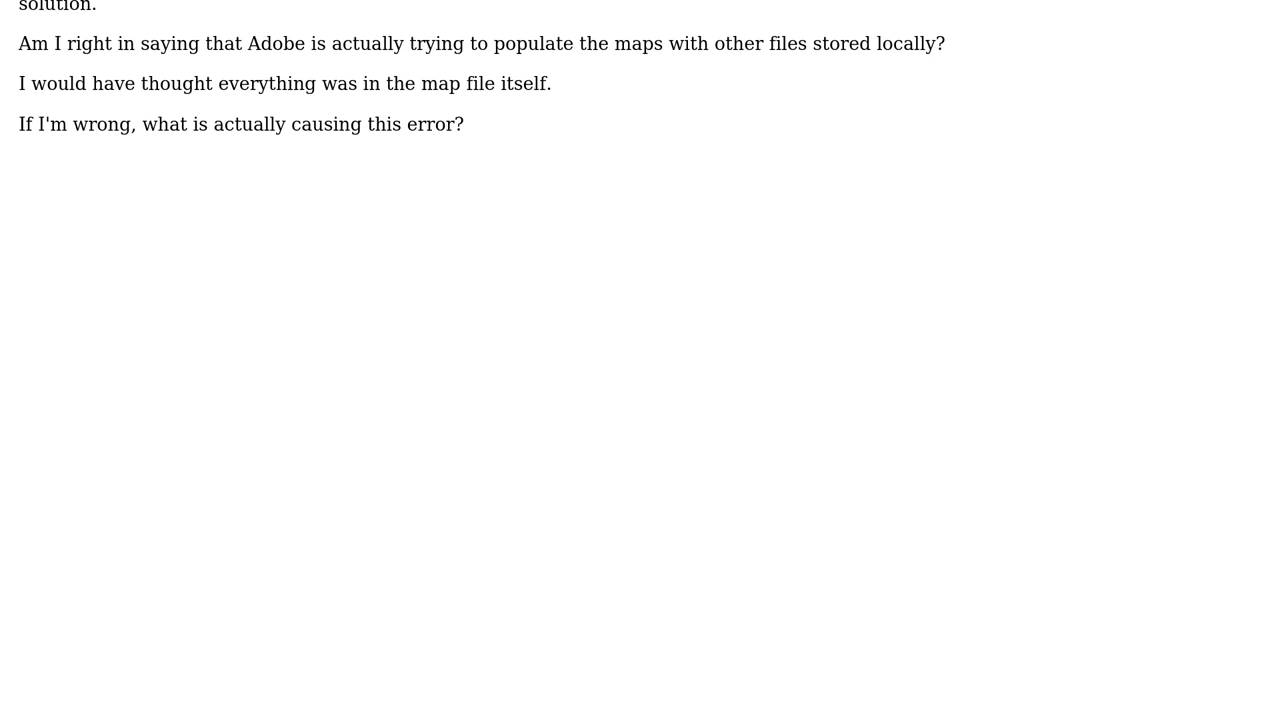 solution.
Am I right in saying that Adobe is actually trying to populate the maps with other files stored locally?
I would have thought everything was in the map file itself.
If I'm wrong, what is actually causing this error?